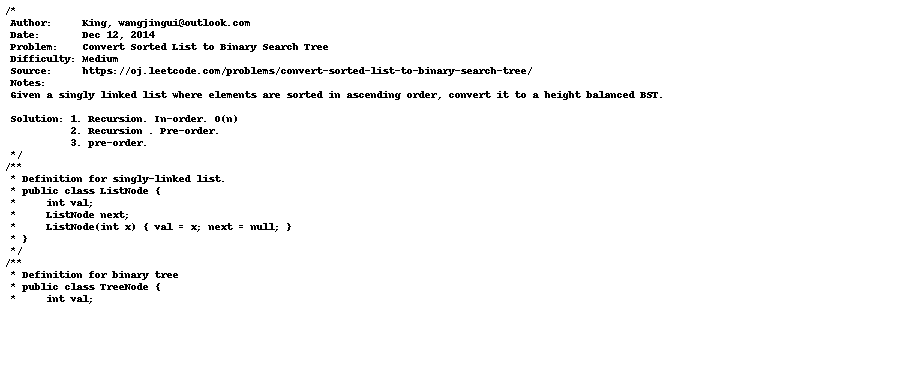 /*
 Author:     King, wangjingui@outlook.com
 Date:       Dec 12, 2014
 Problem:    Convert Sorted List to Binary Search Tree
 Difficulty: Medium
 Source:     https://oj.leetcode.com/problems/convert-sorted-list-to-binary-search-tree/
 Notes:
 Given a singly linked list where elements are sorted in ascending order, convert it to a height balanced BST.

 Solution: 1. Recursion. In-order. O(n)
           2. Recursion . Pre-order.
           3. pre-order.
 */
/**
 * Definition for singly-linked list.
 * public class ListNode {
 *     int val;
 *     ListNode next;
 *     ListNode(int x) { val = x; next = null; }
 * }
 */
/**
 * Definition for binary tree
 * public class TreeNode {
 *     int val;